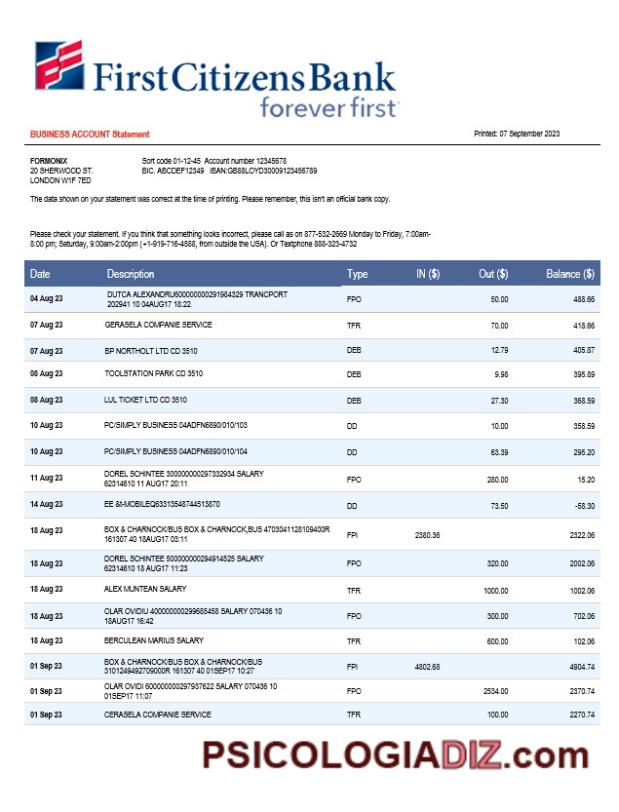 First Citizens Bank
forever first
BUSINESS ACCOUNT Statement
Printed: 07 September 2023
FORMONIX
Sort code 01-12-45 Account number 12345678
20 SHERWOOD ST.
BIC. ABCDEF12349 ISBAN:GB88LOYD30009123456789
LONDON W1F 7ED
The data shown on your statement was correct at the time of printing. Please remember, this isn't an official bank copy.
Please check your statement. If you think that something looks incorrect, please call as on 877-532-2669 Monday to Friday, 7:00am-
8:00 pm; Saturday, 9:00am-2:00pm (+1-919-716-4588, from outside the USA). Or Textphone 888-323-4732
Date Description Type IN ($) Out ($) Balance ($)
04 Aug 23 DUTCA ALEXANDRU600000000291984329 TRANCPORT FPO 50.00 488.66
202941 10 04AUG17 18:22
07 Aug 23 GERASELA COMPANIE SERVICE TFR 70.00 418.66
07 Aug 23 BP NORTHOLT LTD CD 3510 DEB 12.79 405.87
08 Aug 23 TOOLSTATION PARK CD 3510 DEB 9.98 395.89
08 Aug 23 LUL TICKET LTD CD 3510 DEB 27.30 368.59
10 Aug 23 PC/SIMPLY BUSINESS 04ADFN6890/010/103 DD 10.00 358.59
10 Aug 23 PC/SIMPLY BUSINESS 04ADFN6890/010/104 DD 63.39 295.20
11 Aug 23 DOREL SCHINTEE 300000000297332934 SALARY FPO 280.00 15.20
62314610 11 AUG17 20:11
14 Aug 23 EE &t-MOBILEQ63313548744513870 DD 73.50 -58.30
18 Aug 23 BOX & CHARNOCK/BUS BOX & CHARNOCK,BUS 4703041128109400R FPI 2380.36 2322.06
161307 40 18AUG17 03:11
18 Aug 23 DOREL SCHINTEE 500000000294914525 SALARY FPO 320.00 2002.06
62314610 18 AUG17 11:23
18 Aug 23 ALEX MUNTEAN SALARY TFR 1000.00 1002.06
18 Aug 23 OLAR OVIDIU 400000000299685458 SALARY 070436 10 FPO 300.00 702.06
18AUG17 16:42
18 Aug 23 BERCULEAN MARIUS SALARY TFR 600.00 102.06
01 Sep 23 BOX & CHARNOCK/BUS BOX & CHARNOCK/BUS FPI 4802.68 4904.74
3101249492709000R 161307 40 01SEP17 10:27
01 Sep 23 OLAR OVIDI 600000000297937622 SALARY 070436 10 FPO 2534.00 2370.74
01SEP17 11:07
01 Sep 23 CERASELA COMPANIE SERVICE TFR 100.00 2270.74
PSICOLOGIADIZ.com